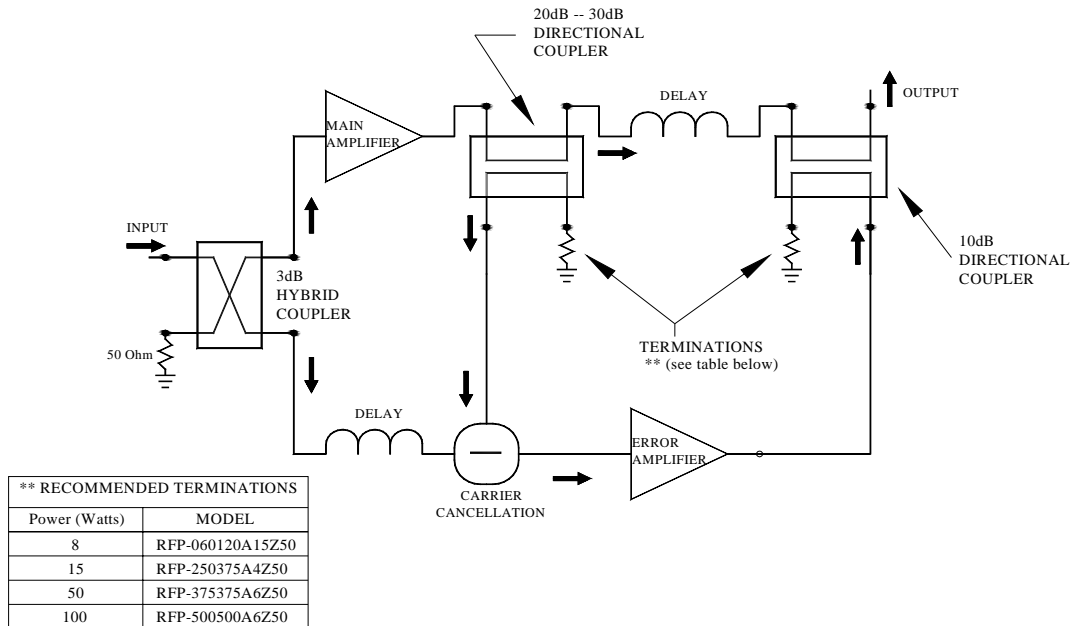 20dB -- 30dB
DIRECTIONAL
COUPLER
DELAY
OUTPUT
MAIN
AMPLIFIER
INPUT
3dB
HYBRID
COUPLER
10dB
DIRECTIONAL
COUPLER
50 Ohm
TERMINATIONS
** (see table below)
DELAY
ERROR
AMPLIFIER
CARRIER
CANCELLATION
** RECOMMENDED TERMINATIONS
Power (Watts) MODEL
8 RFP-060120A15Z50
15 RFP-250375A4Z50
50 RFP-375375A6Z50
100 RFP-500500A6Z50